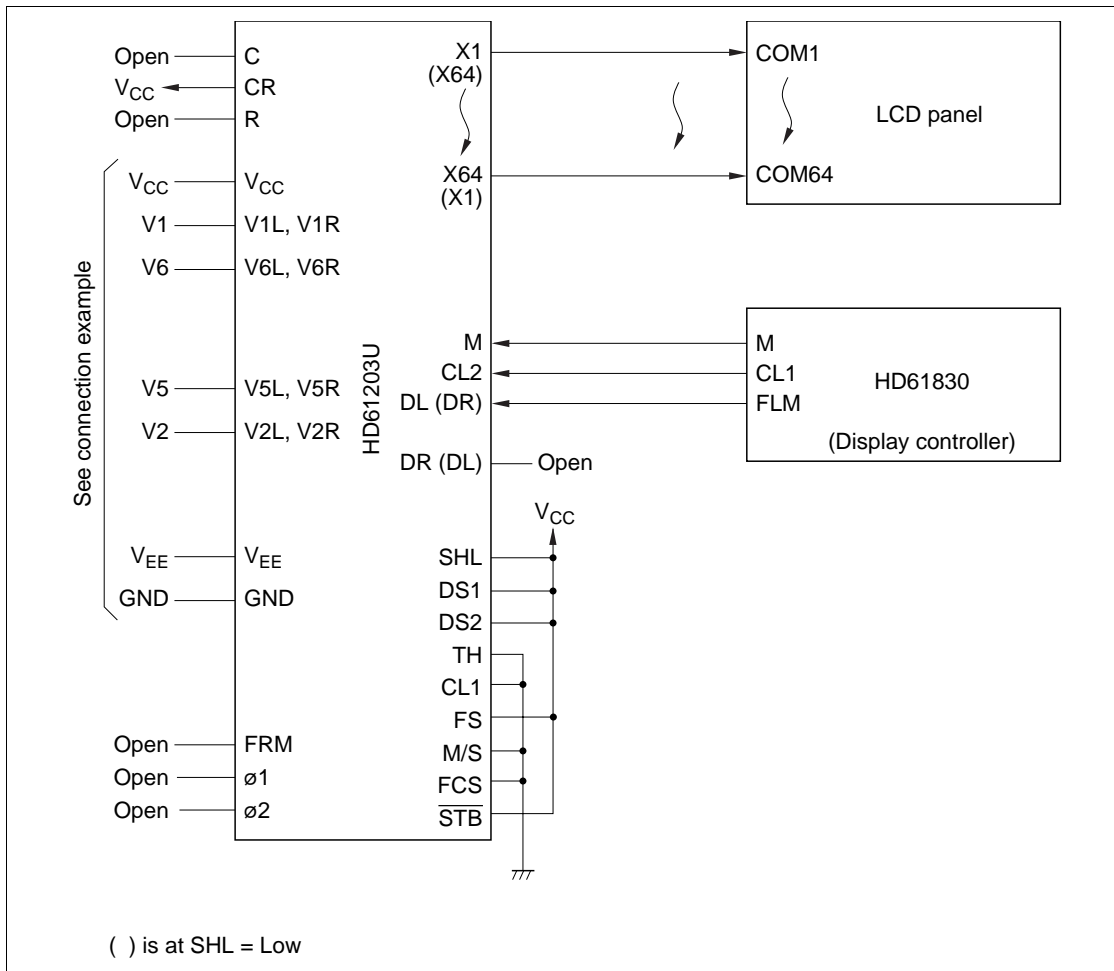 Open C
VCC CR
Open R
VCC VCC
V1 V1L, V1R
V6 V6L, V6R
V5 V5L, V5R
V2 V2L, V2R
VEE VEE
GND GND
See connection example
Open FRM
Open ø1
Open ø2
HD61203U
X1
(X64)
X64
(X1)
M
CL2
DL (DR)
DR (DL) Open
VCC
SHL
DS1
DS2
TH
CL1
FS
M/S
FCS
STB
COM1
LCD panel
COM64
M
CL1
HD61830
FLM
(Display controller)
( ) is at SHL = Low